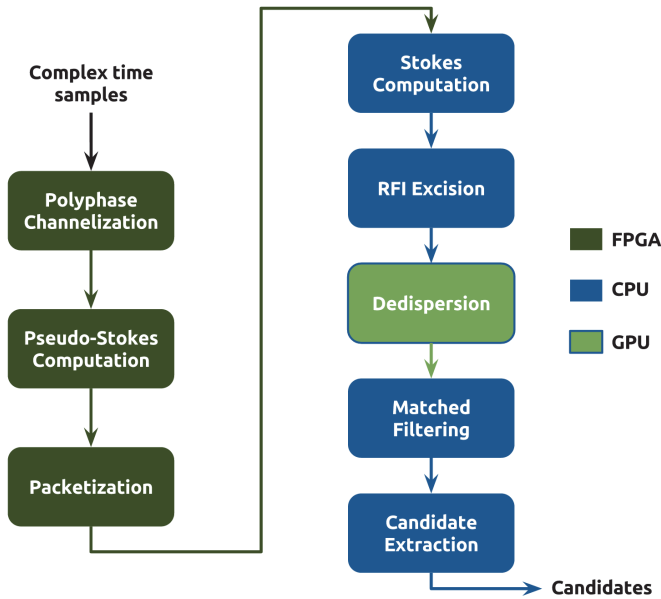 Complex time
samples
Polyphase
Channelization
Pseudo-Stokes
Computation
Packetization
Stokes
Computation
RFI Excision
Dedispersion
Matched
Filtering
Candidate
Extraction
Candidates
FPGA
CPU
GPU